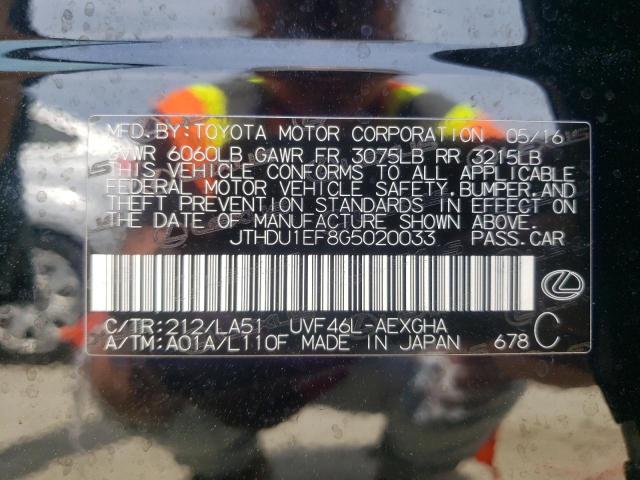 MFD. BY: TOYOTA MOTOR CORPORATION 05/16
GVWR 6060LB GAWR FR 3075LB RR 3215LB
THIS VEHICLE CONFORMS TO ALL APPLICABLE
FEDERAL MOTOR VEHICLE SAFETY, BUMPER, AND
THEFT PREVENTION STANDARDS IN EFFECT ON
THE DATE OF MANUFACTURE SHOWN ABOVE.
JTHDU1EF8G5020033 PASS. CAR
C/TR: 212/LA51 UVF46L-AEXGHA C
A/TM: A01A/L110F MADE IN JAPAN 678